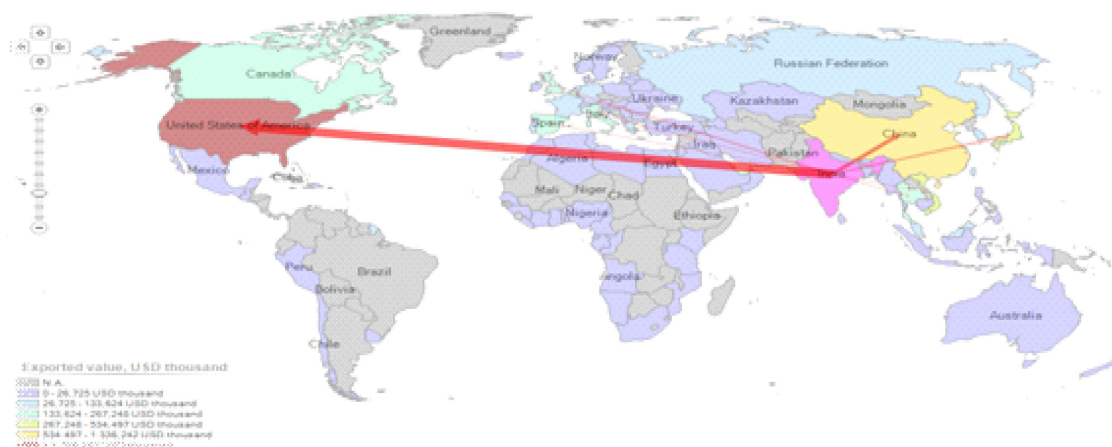 Greenland
Norway
Russian Federation
Canada
Ukraine
Kazakhstan
Mongolia
Spain
Italy
Turkey
China
United States of America
Iraq
Pakistan
Algeria
Egypt
India
Mexico
Cuba
Mali
Niger
Chad
Nigeria
Ethiopia
Peru
Brazil
Angola
Bolivia
Australia
Chile
Exported value, USD thousand
N.A.
0 - 26,725 USD thousand
26,725 - 133,624 USD thousand
133,624 - 267,248 USD thousand
267,248 - 534,497 USD thousand
534,497 - 1 336,242 USD thousand